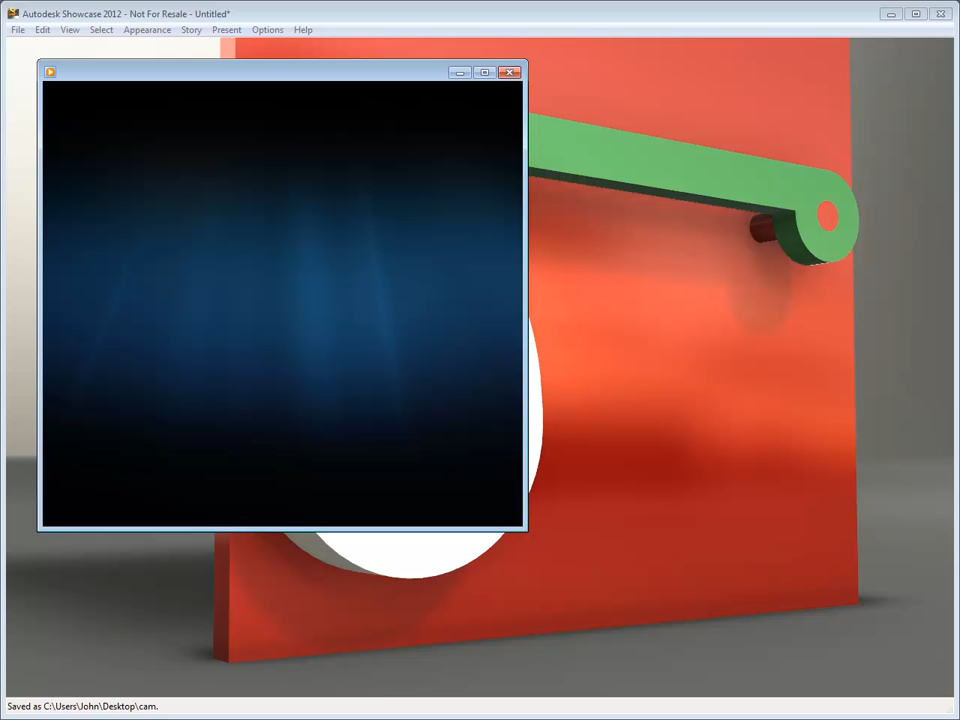 Autodesk Showcase 2012 - Not For Resale - Untitled*
File Edit View Select Appearance Story Present Options Help
Saved as C:\Users\John\Desktop\cam.